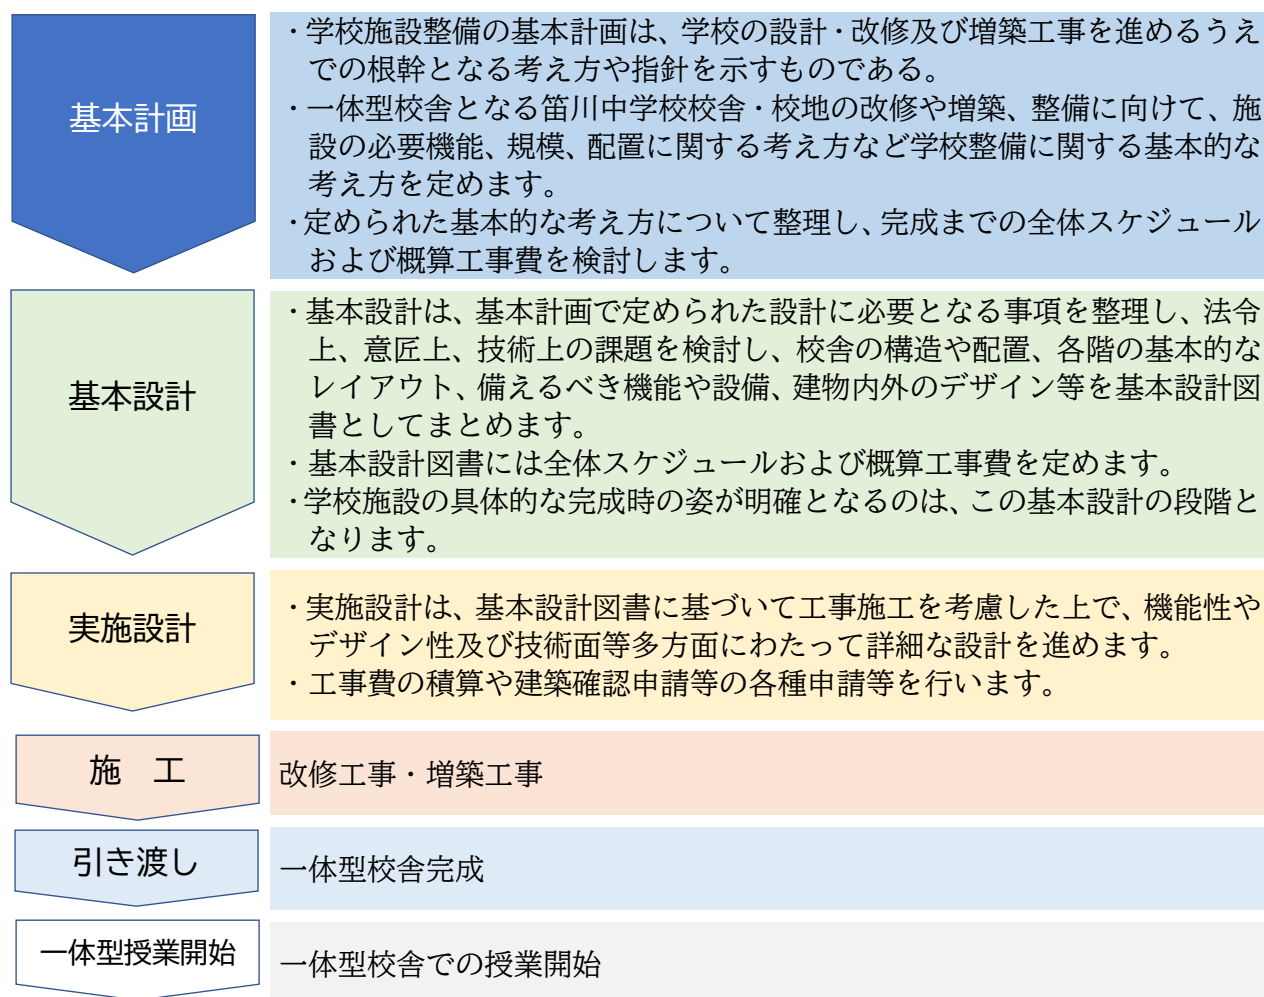 基本計画
・学校施設整備の基本計画は、学校の設計・改修及び増築工事を進めるうえ
での根幹となる考え方や指針を示すものである。
・一体型校舎となる笛川中学校校舎・校地の改修や増築、整備に向けて、施
設の必要機能、規模、配置に関する考え方など学校整備に関する基本的な
考え方を定めます。
・定められた基本的な考え方について整理し、完成までの全体スケジュール
および概算工事費を検討します。
基本設計
・基本設計は、基本計画で定められた設計に必要となる事項を整理し、法令
上、意匠上、技術上の課題を検討し、校舎の構造や配置、各階の基本的な
レイアウト、備えるべき機能や設備、建物内外のデザイン等を基本設計図
書としてまとめます。
・基本設計図書には全体スケジュールおよび概算工事費を定めます。
・学校施設の具体的な完成時の姿が明確となるのは、この基本設計の段階と
なります。
実施設計
・実施設計は、基本設計図書に基づいて工事施工を考慮した上で、機能性や
デザイン性及び技術面等多方面にわたって詳細な設計を進めます。
・工事費の積算や建築確認申請等の各種申請等を行います。
施　工
改修工事・増築工事
引き渡し
一体型校舎完成
一体型授業開始
一体型校舎での授業開始